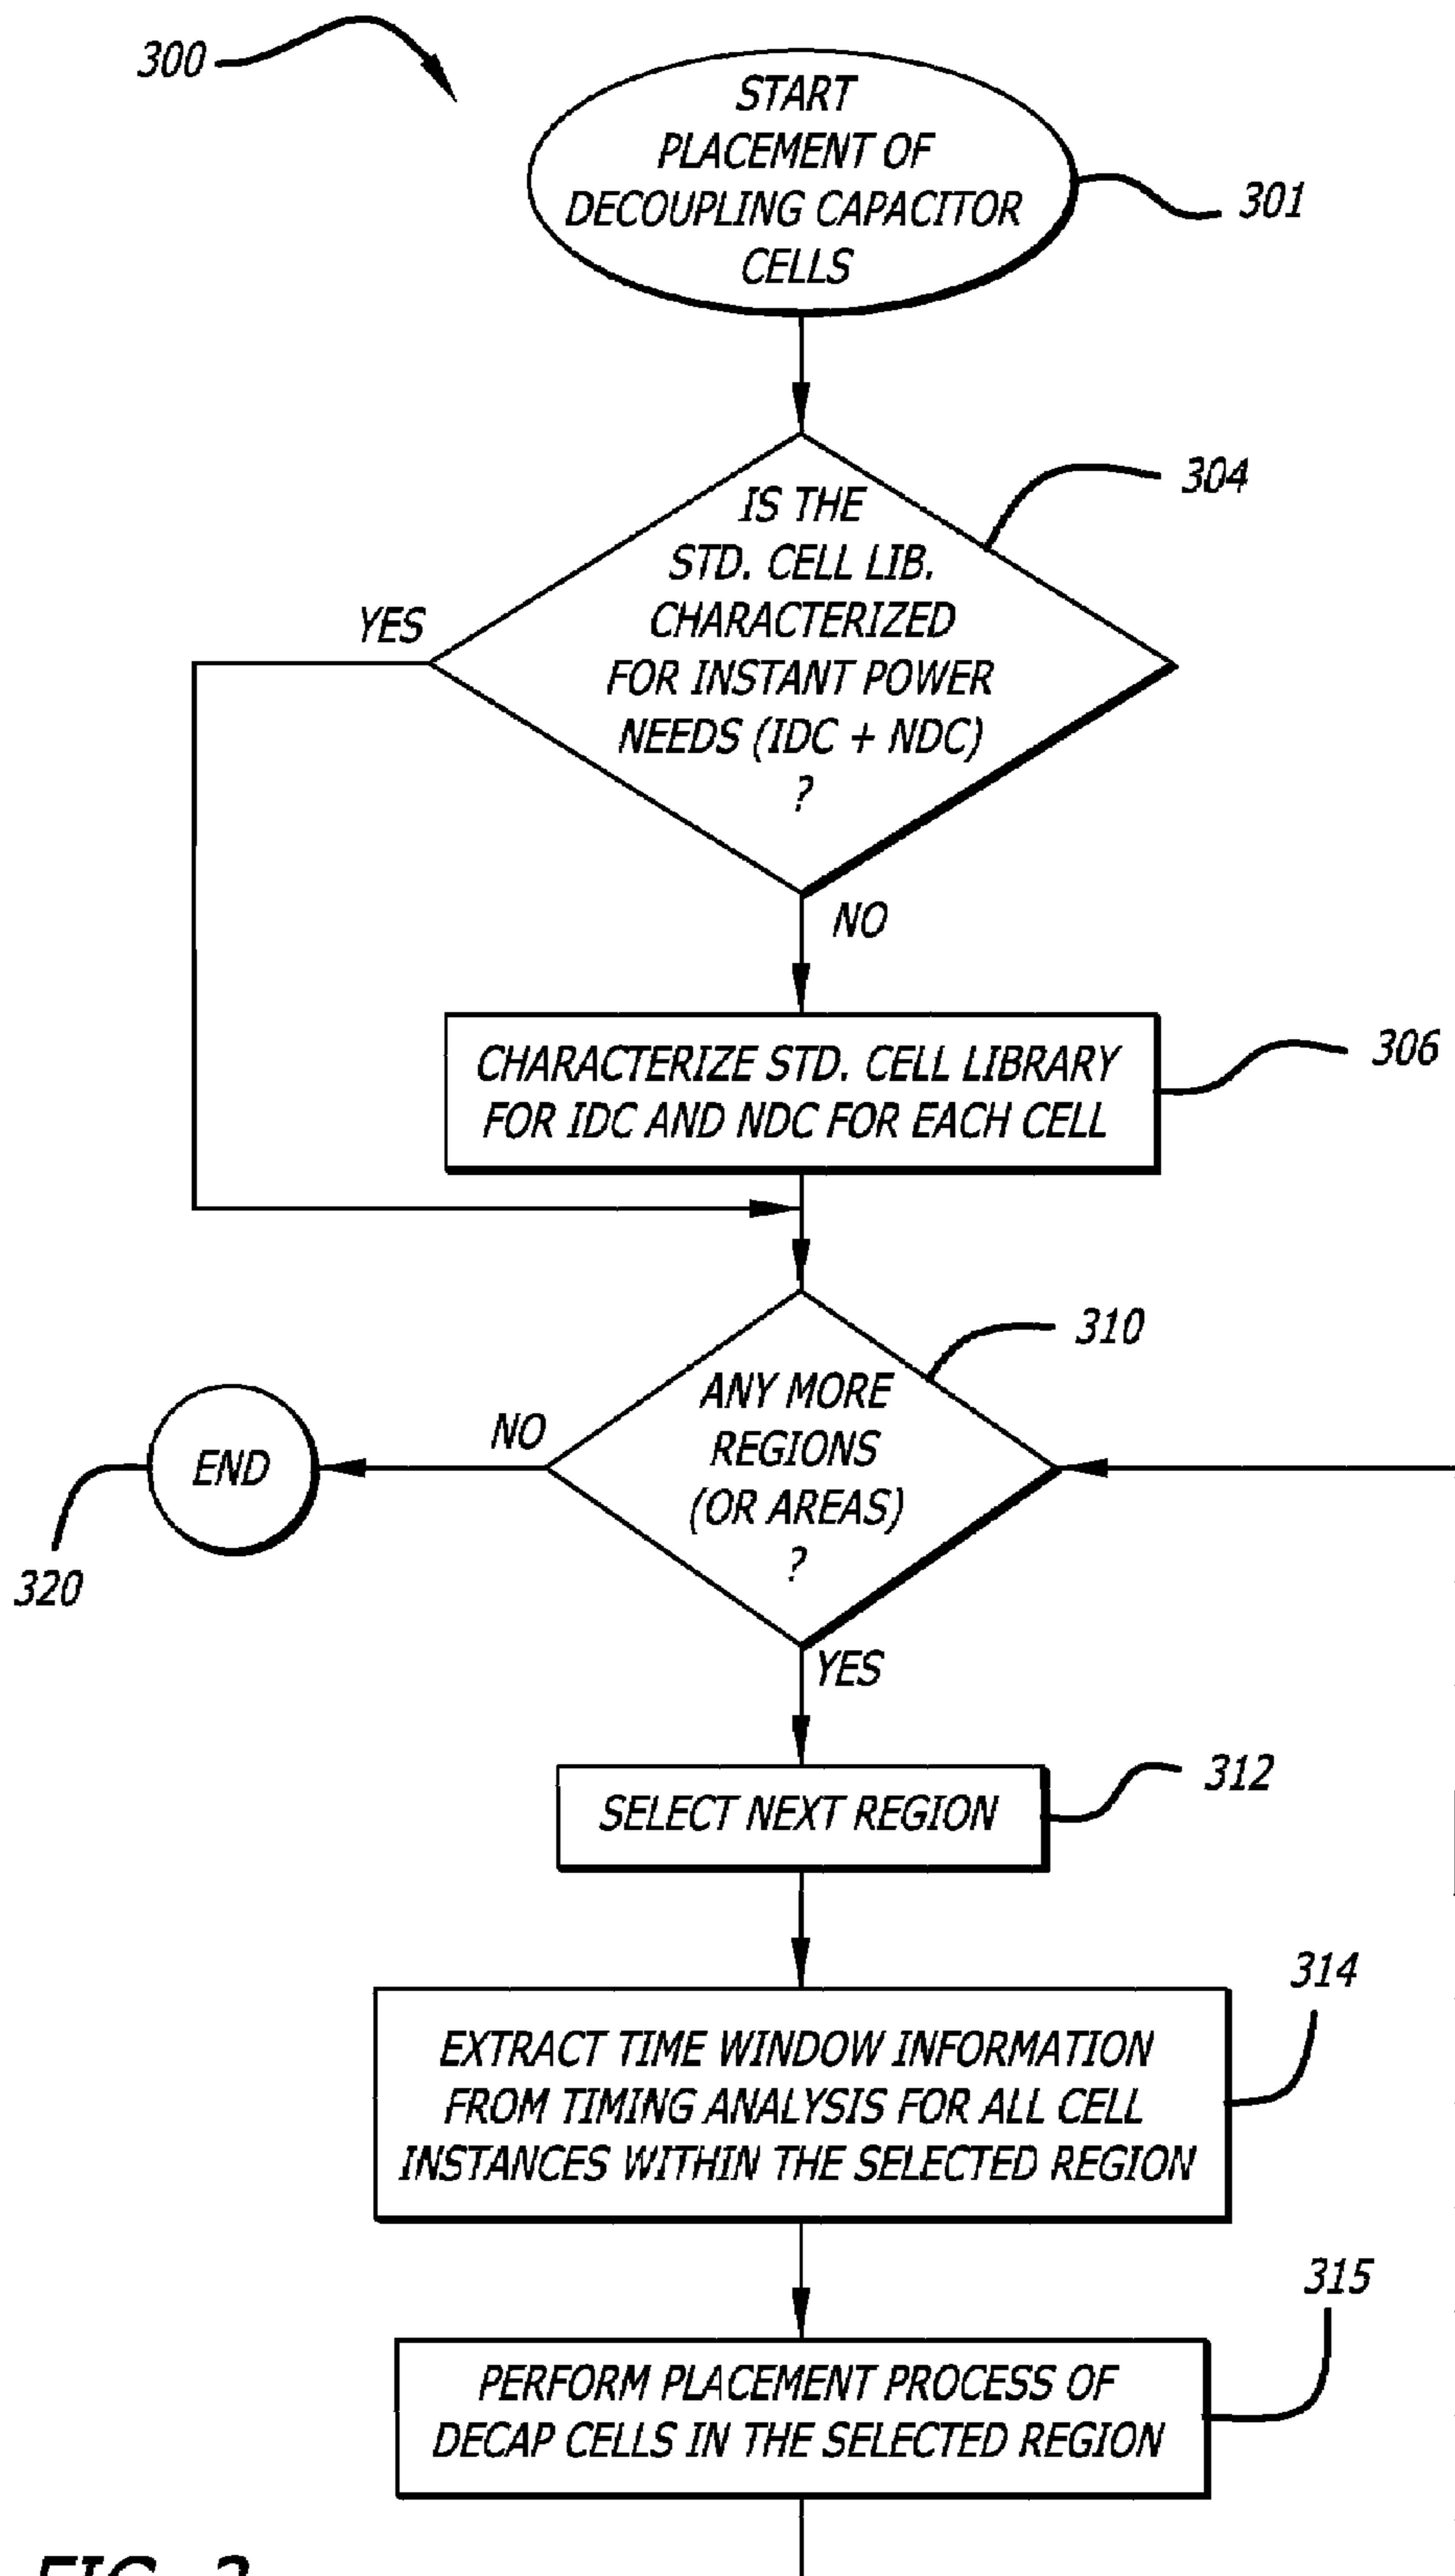 300
START
PLACEMENT OF
DECOUPLING CAPACITOR
CELLS
301
IS THE
STD. CELL LIB.
CHARACTERIZED
FOR INSTANT POWER
NEEDS (IDC + NDC)
?
304
YES
NO
CHARACTERIZE STD. CELL LIBRARY
FOR IDC AND NDC FOR EACH CELL
306
310
ANY MORE
REGIONS
(OR AREAS)
?
NO
END
320
YES
SELECT NEXT REGION
312
314
EXTRACT TIME WINDOW INFORMATION
FROM TIMING ANALYSIS FOR ALL CELL
INSTANCES WITHIN THE SELECTED REGION
315
PERFORM PLACEMENT PROCESS OF
DECAP CELLS IN THE SELECTED REGION